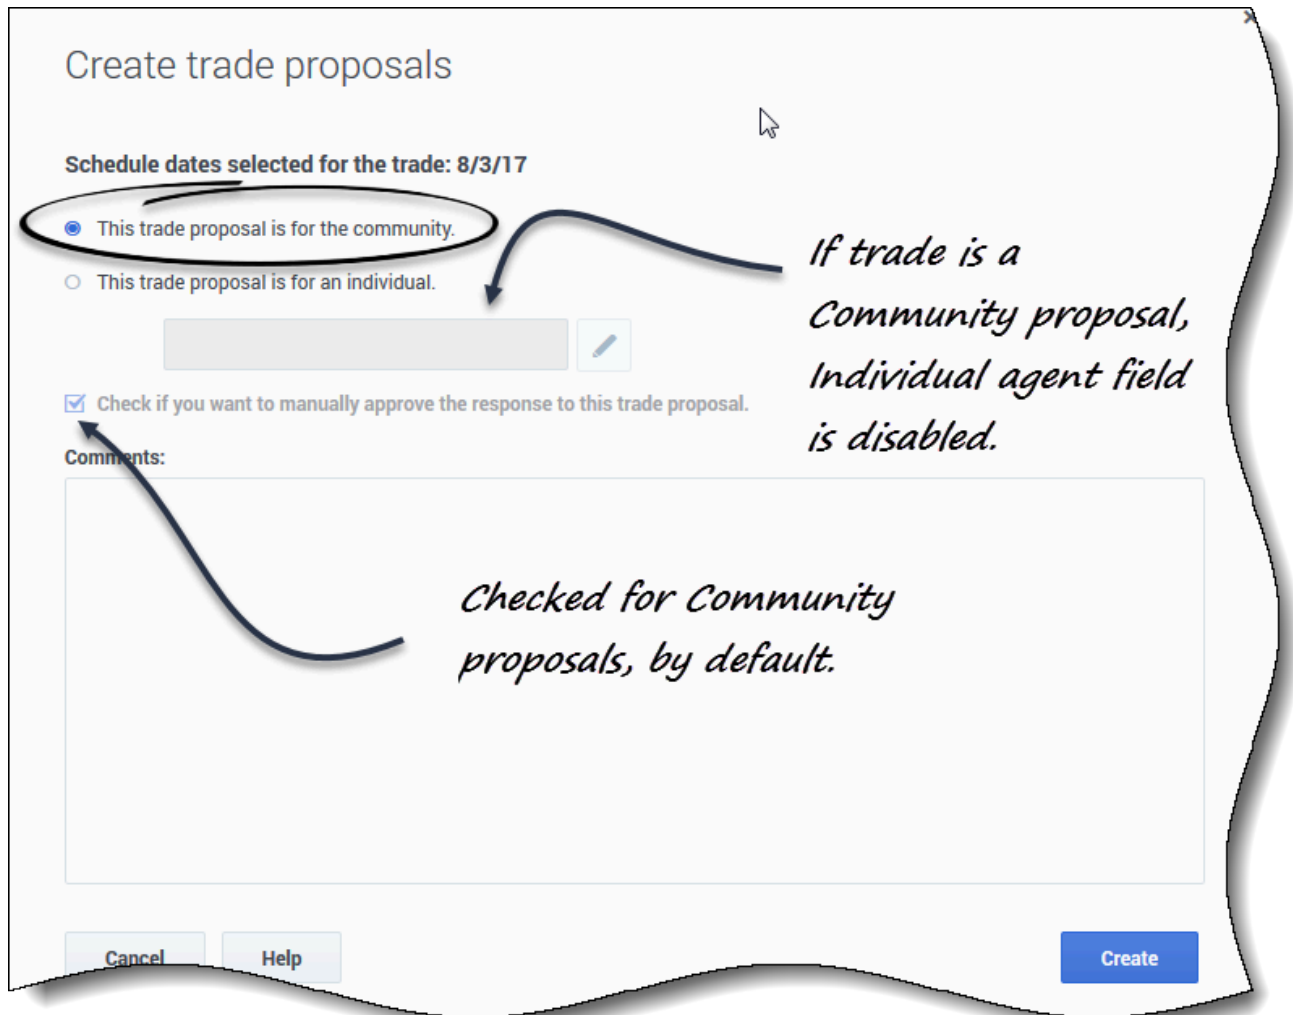 Create trade proposals
Schedule dates selected for the trade: 8/3/17
This trade proposal is for the community.
This trade proposal is for an individual.
If trade is a
Community proposal,
Individual agent field
is disabled.
Check if you want to manually approve the response to this trade proposal.
Comments:
Checked for Community
proposals, by default.
Cancel
Help
Create